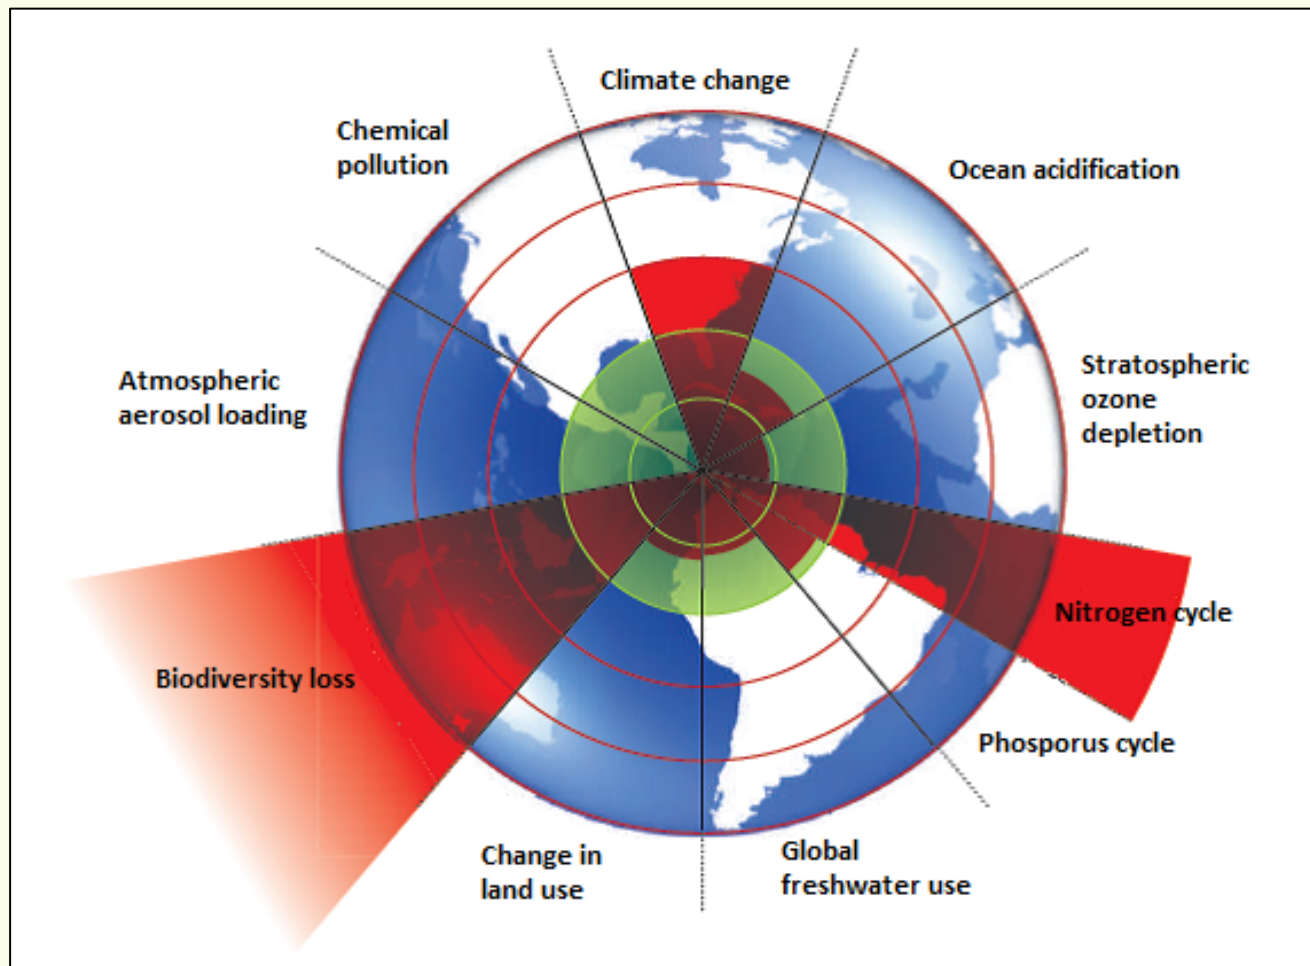 Climate change
Chemical
pollution
Ocean acidification
Atmospheric
aerosol loading
Stratospheric
ozone
depletion
Nitrogen cycle
Biodiversity loss
Phosporus cycle
Change in
land use
Global
freshwater use